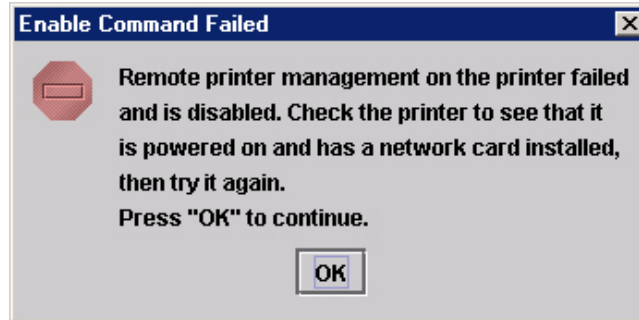 Enable Command Failed
Remote printer management on the printer failed
and is disabled. Check the printer to see that it
is powered on and has a network card installed,
then try it again.
Press "OK" to continue.
OK